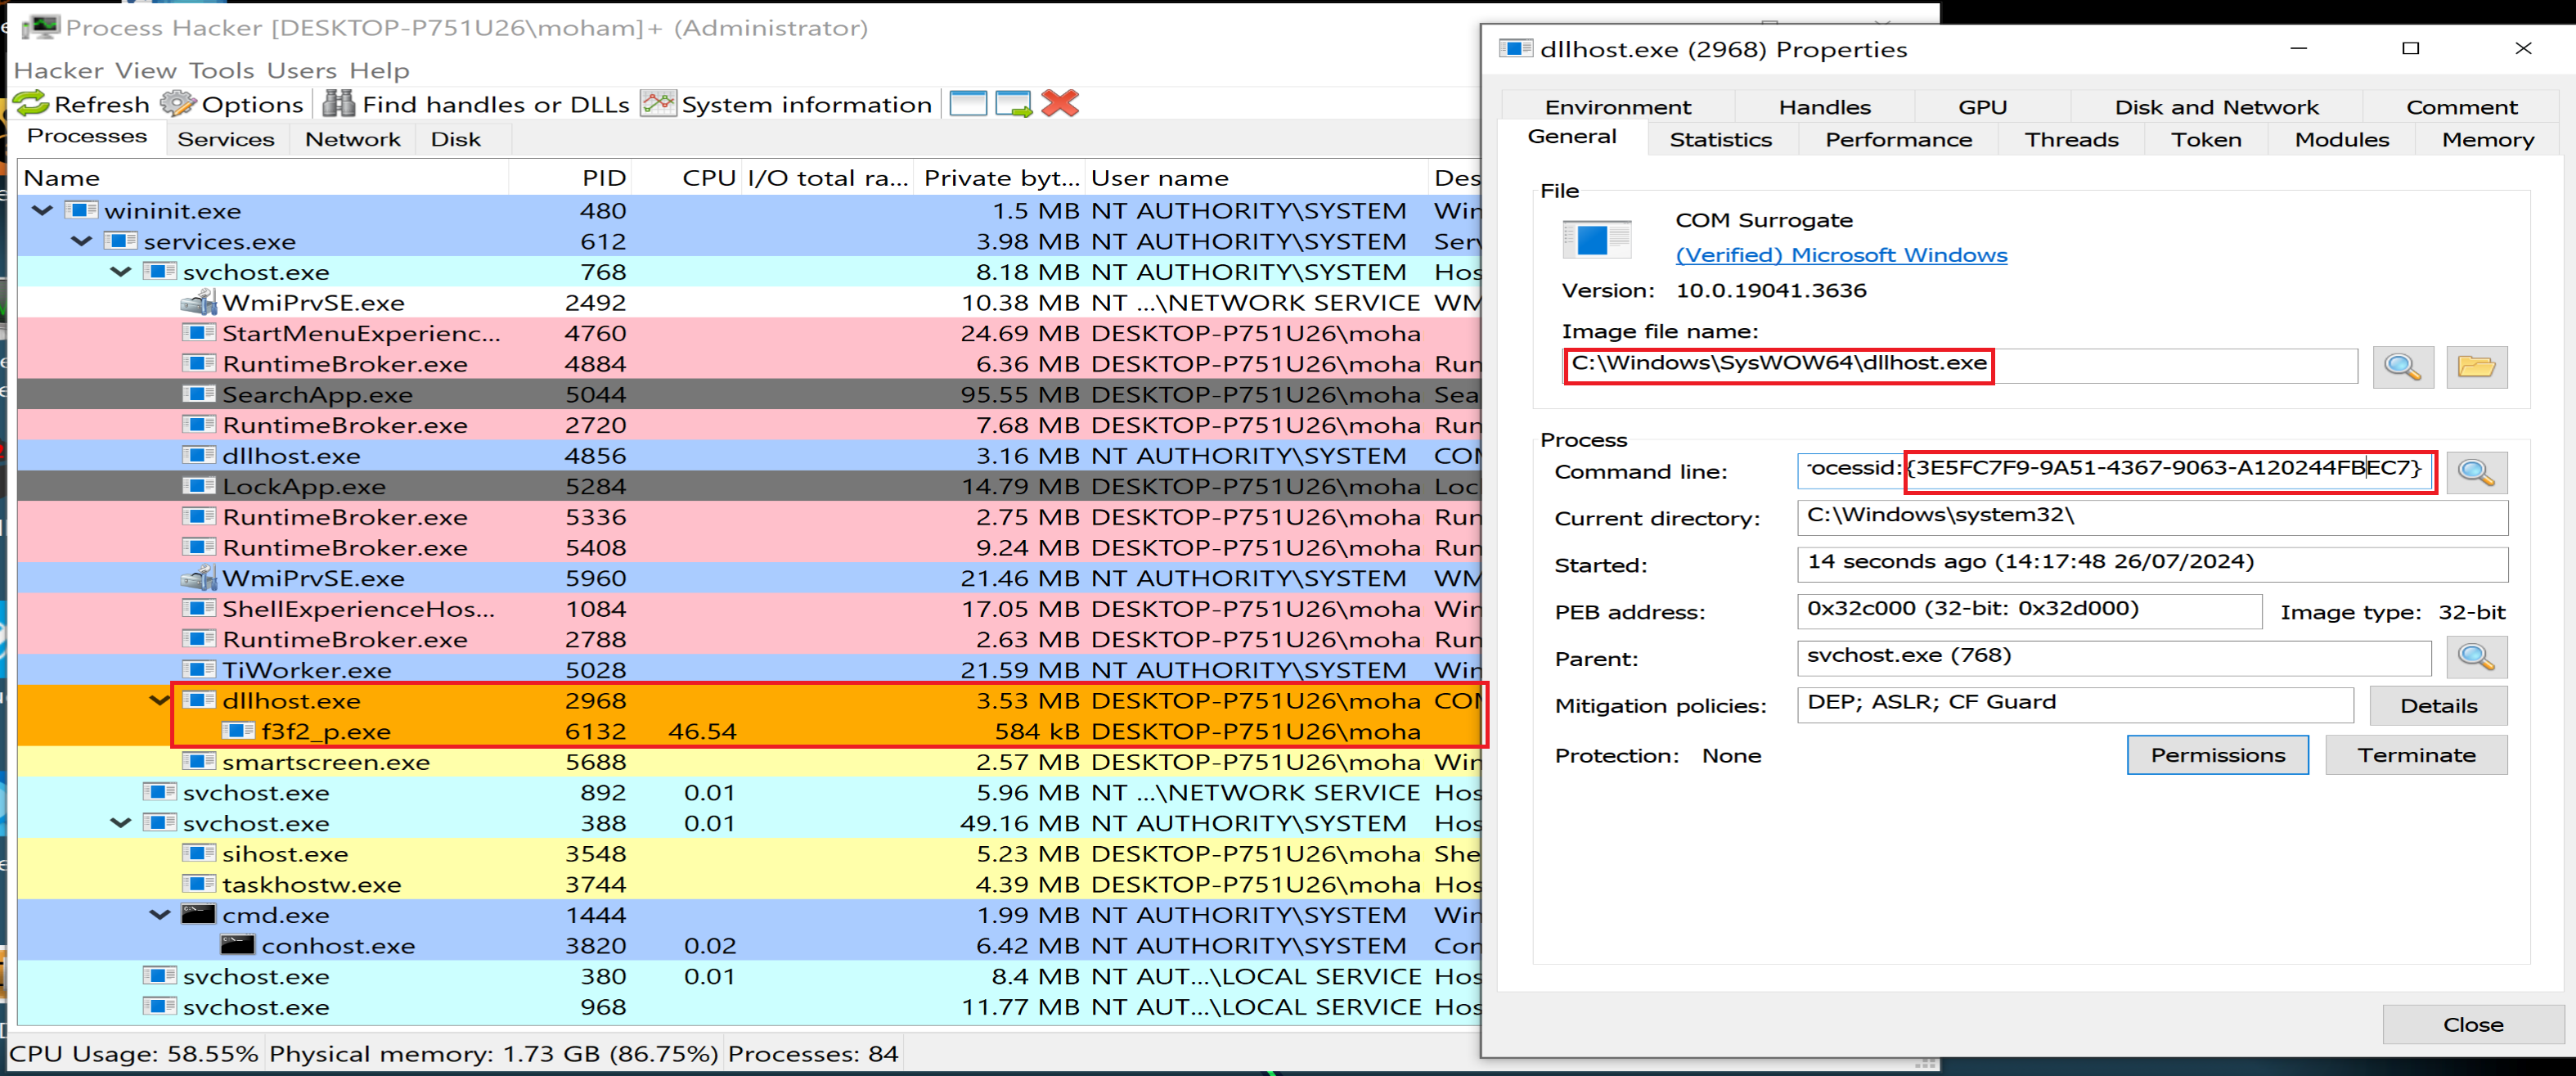 Process Hacker [DESKTOP-P751U26\moham]+ (Administrator)
Hacker View Tools Users Help
Refresh Options Find handles or DLLs System information
Processes Services Network Disk
Name PID CPU I/O total ra... Private byt... User name Des
wininit.exe 480 1.5 MB NT AUTHORITY\SYSTEM Win
services.exe 612 3.98 MB NT AUTHORITY\SYSTEM Serv
svchost.exe 768 8.18 MB NT AUTHORITY\SYSTEM Hos
WmiPrvSE.exe 2492 10.38 MB NT ...\NETWORK SERVICE WM
StartMenuExperienc... 4760 24.69 MB DESKTOP-P751U26\moha
RuntimeBroker.exe 4884 6.36 MB DESKTOP-P751U26\moha Run
SearchApp.exe 5044 95.55 MB DESKTOP-P751U26\moha Sea
RuntimeBroker.exe 2720 7.68 MB DESKTOP-P751U26\moha Run
dllhost.exe 4856 3.16 MB NT AUTHORITY\SYSTEM COM
LockApp.exe 5284 14.79 MB DESKTOP-P751U26\moha Loc
RuntimeBroker.exe 5336 2.75 MB DESKTOP-P751U26\moha Run
RuntimeBroker.exe 5408 9.24 MB DESKTOP-P751U26\moha Run
WmiPrvSE.exe 5960 21.46 MB NT AUTHORITY\SYSTEM WM
ShellExperienceHos... 1084 17.05 MB DESKTOP-P751U26\moha Win
RuntimeBroker.exe 2788 2.63 MB DESKTOP-P751U26\moha Run
TiWorker.exe 5028 21.59 MB NT AUTHORITY\SYSTEM Win
dllhost.exe 2968 3.53 MB DESKTOP-P751U26\moha COM
f3f2_p.exe 6132 46.54 584 kB DESKTOP-P751U26\moha
smartscreen.exe 5688 2.57 MB DESKTOP-P751U26\moha Win
svchost.exe 892 0.01 5.96 MB NT ...\NETWORK SERVICE Hos
svchost.exe 388 0.01 49.16 MB NT AUTHORITY\SYSTEM Hos
sihost.exe 3548 5.23 MB DESKTOP-P751U26\moha She
taskhostw.exe 3744 4.39 MB DESKTOP-P751U26\moha Hos
cmd.exe 1444 1.99 MB NT AUTHORITY\SYSTEM Win
conhost.exe 3820 0.02 6.42 MB NT AUTHORITY\SYSTEM Con
svchost.exe 380 0.01 8.4 MB NT AUT...\LOCAL SERVICE Hos
svchost.exe 968 11.77 MB NT AUT...\LOCAL SERVICE Hos
CPU Usage: 58.55% Physical memory: 1.73 GB (86.75%) Processes: 84
dllhost.exe (2968) Properties
Environment Handles GPU Disk and Network Comment
General Statistics Performance Threads Token Modules Memory
File
COM Surrogate
(Verified) Microsoft Windows
Version: 10.0.19041.3636
Image file name:
C:\Windows\SysWOW64\dllhost.exe
Process
Command line: rocessid:{3E5FC7F9-9A51-4367-9063-A120244FBEC7}
Current directory: C:\Windows\system32\
Started: 14 seconds ago (14:17:48 26/07/2024)
PEB address: 0x32c000 (32-bit: 0x32d000) Image type: 32-bit
Parent: svchost.exe (768)
Mitigation policies: DEP; ASLR; CF Guard Details
Protection: None Permissions Terminate
Close